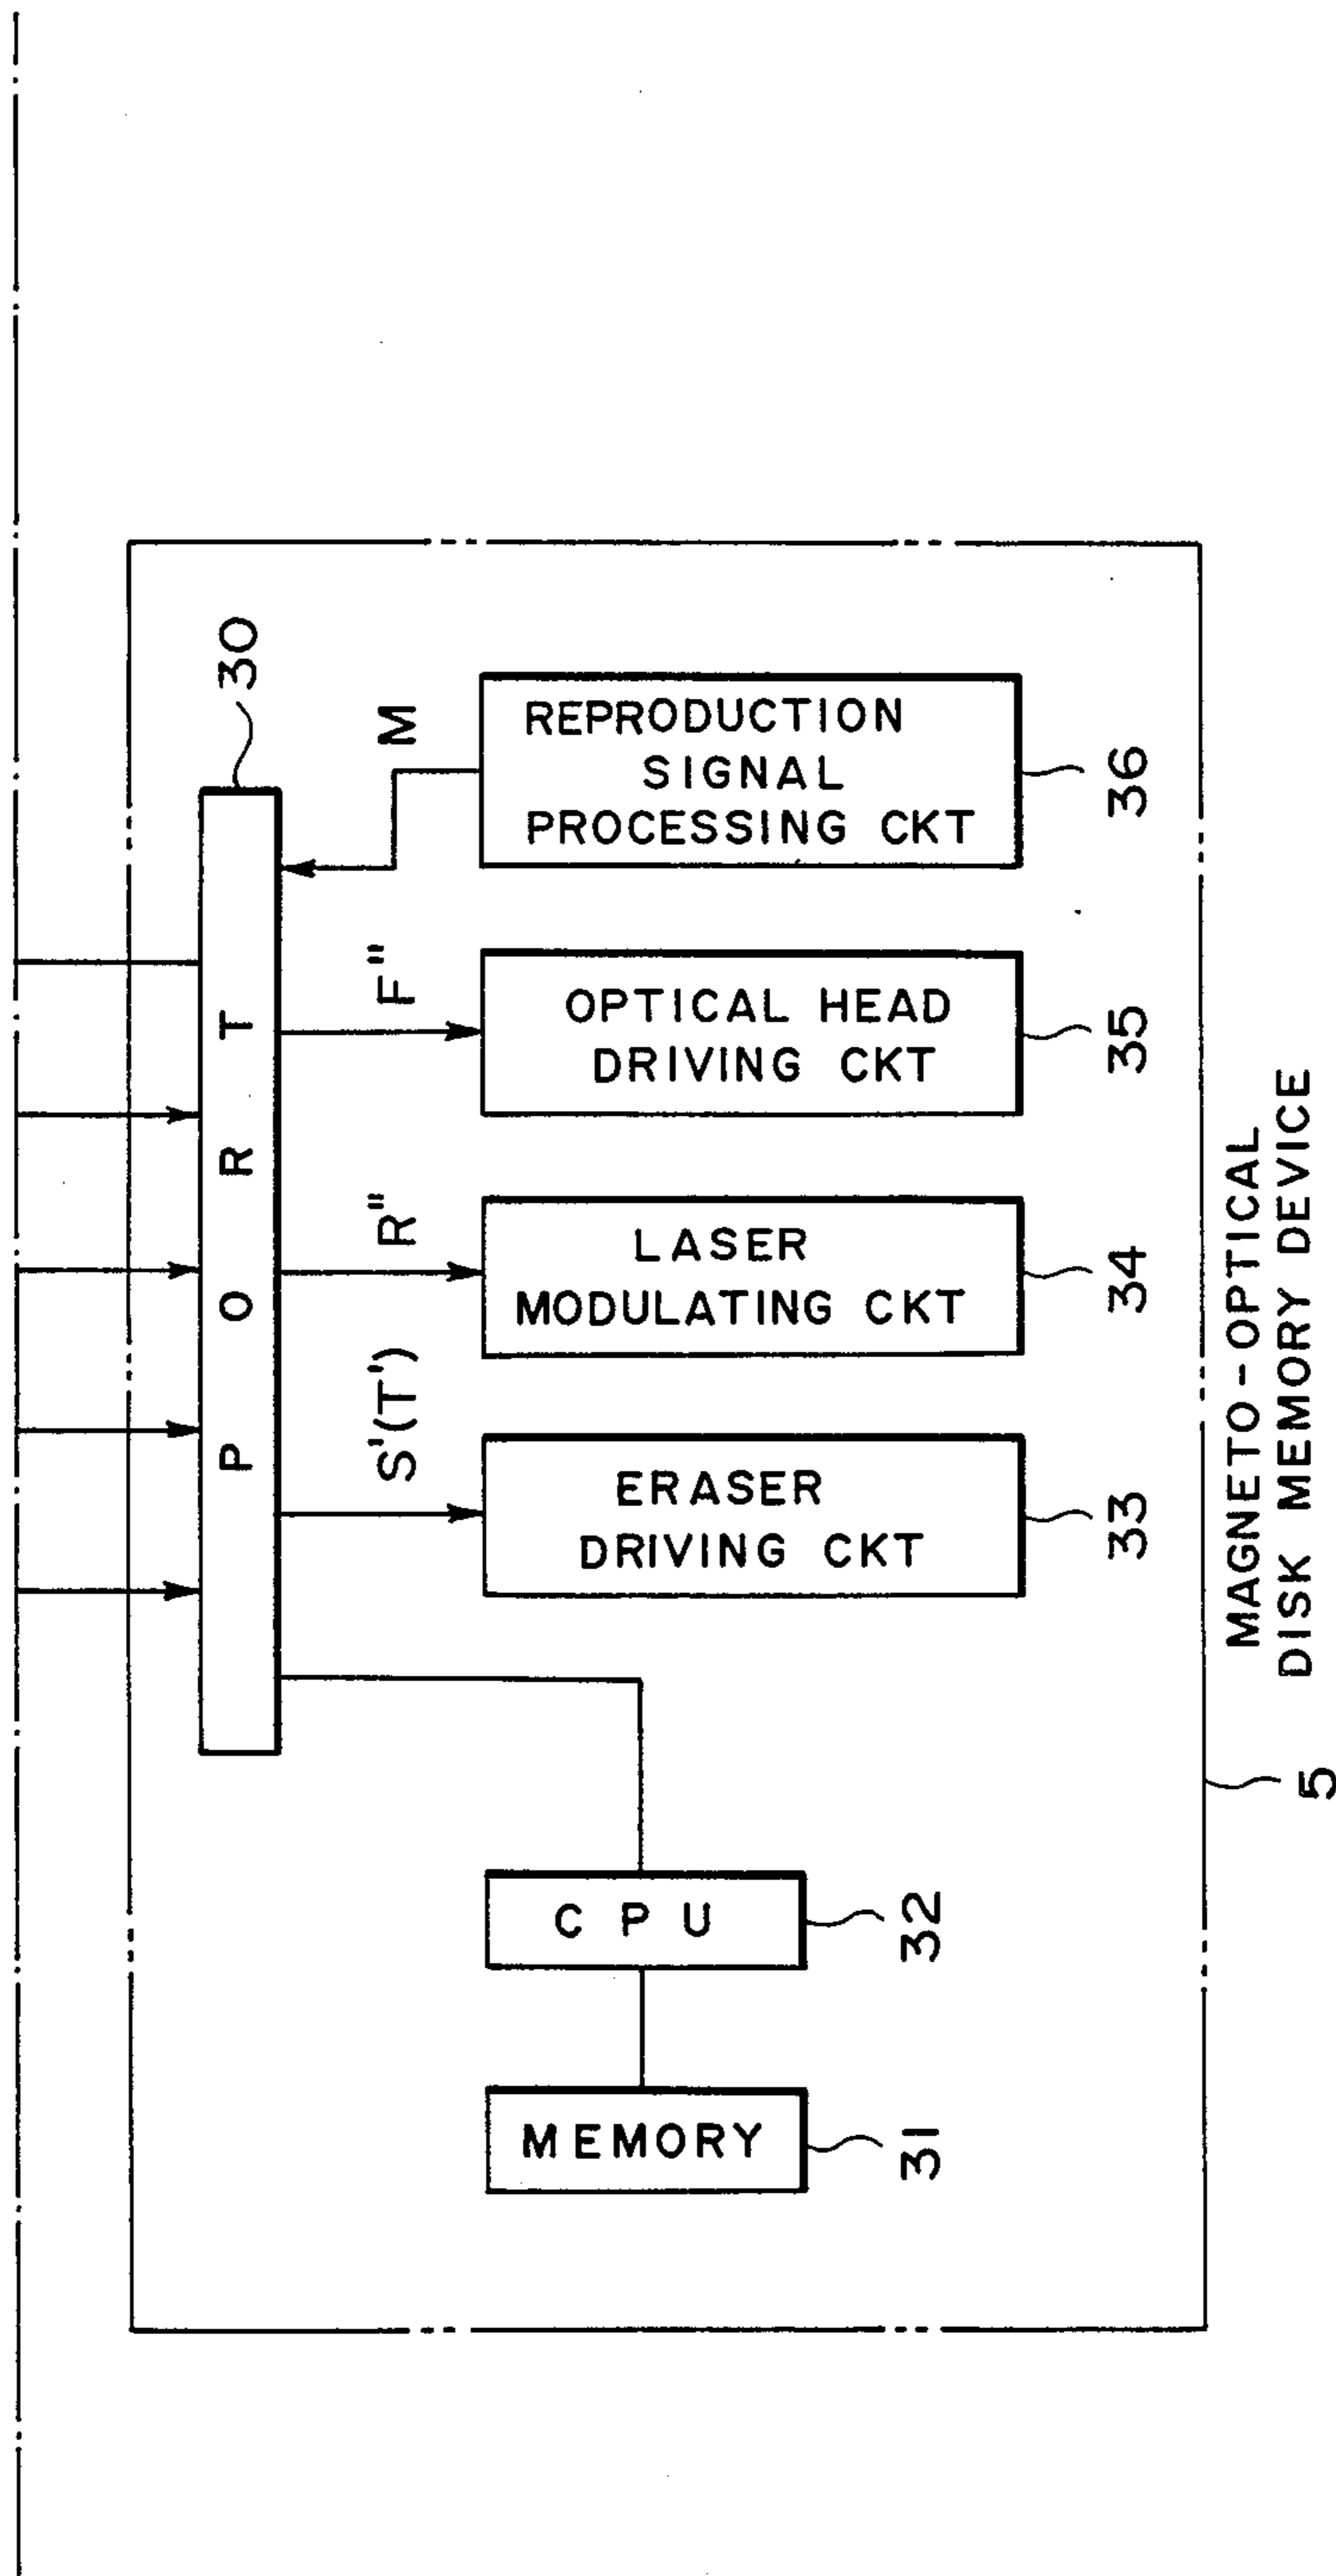 30
PORT
M
F"
R"
S'(T')
REPRODUCTION
SIGNAL
PROCESSING CKT
36
OPTICAL HEAD
DRIVING CKT
35
LASER
MODULATING CKT
34
ERASER
DRIVING CKT
33
CPU
32
MEMORY
31
MAGNETO-OPTICAL
DISK MEMORY DEVICE
5